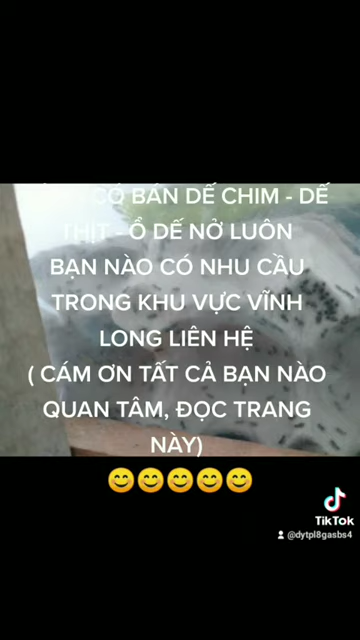 CÓ BÁN DẾ CHIM - DẾ
THỊT - Ổ DẾ NỞ LUÔN
BẠN NÀO CÓ NHU CẦU
TRONG KHU VỰC VĨNH
LONG LIÊN HỆ
( CÁM ƠN TẤT CẢ BẠN NÀO
QUAN TÂM, ĐỌC TRANG
NÀY)
😊😊😊😊😊
TikTok
@dytpl8gasbs4